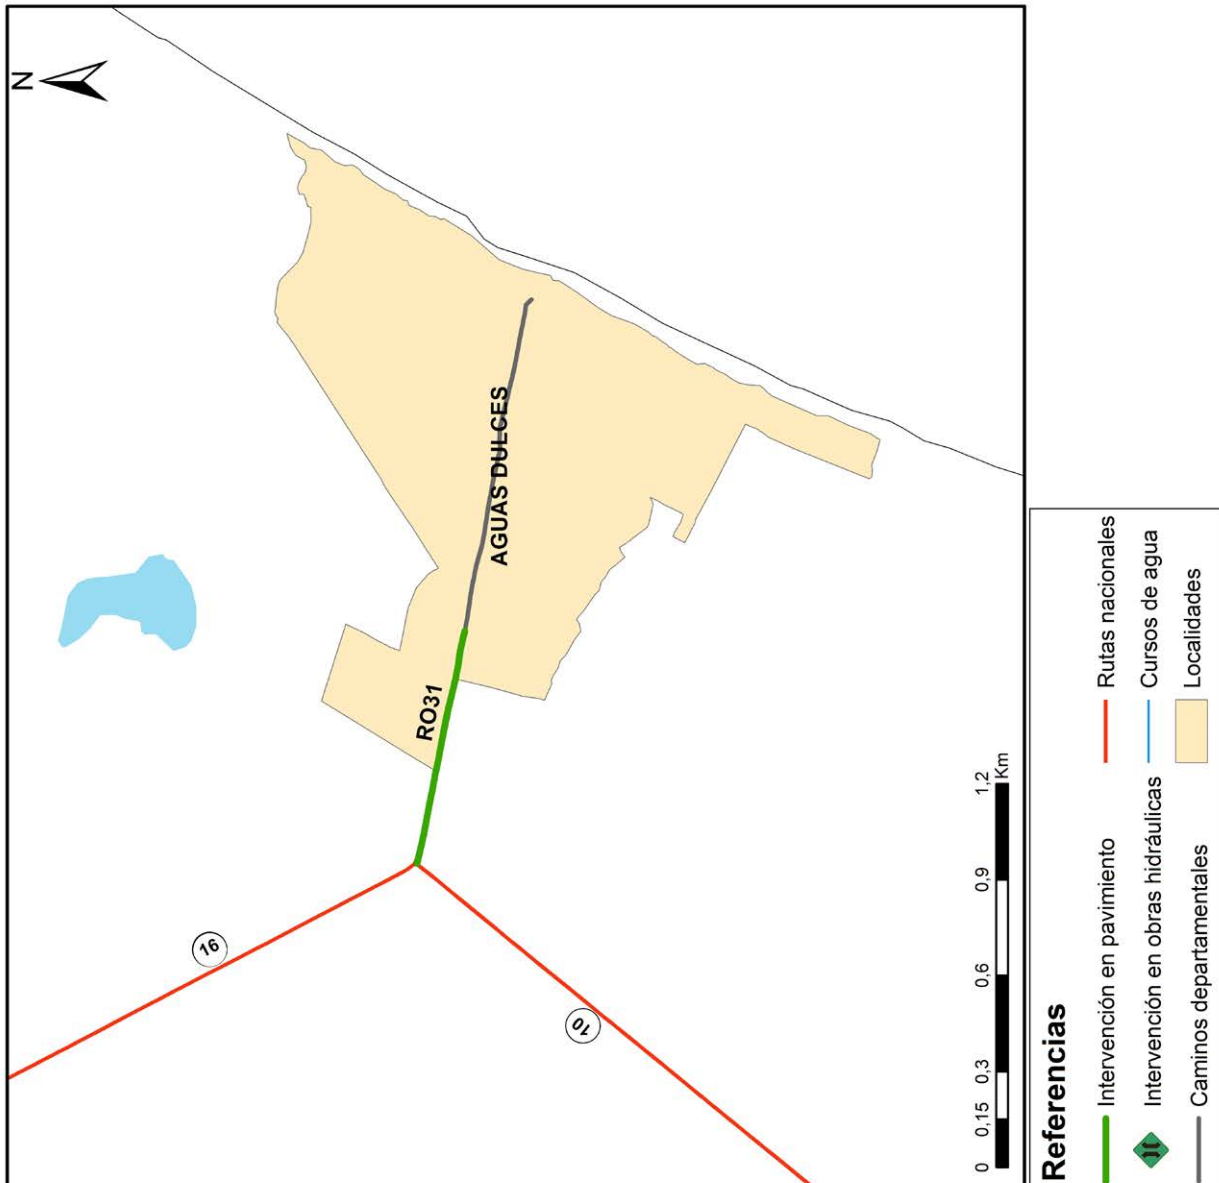 N
16
RO31
AGUAS DULCES
10
0 0,15 0,3 0,6 0,9 1,2
Km
Referencias
Intervención en pavimiento
Intervención en obras hidráulicas
Caminos departamentales
Rutas nacionales
Cursos de agua
Localidades